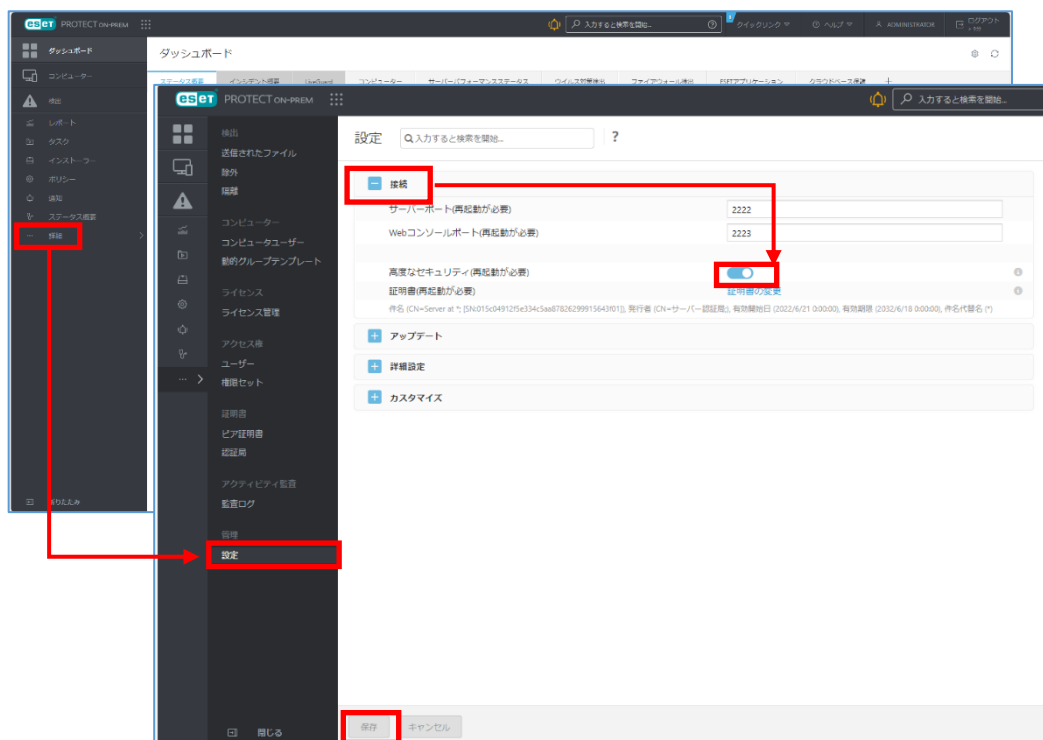 eset PROTECT ON-PREM
入力すると検索を開始...
クイックリンク
ヘルプ
ADMINISTRATOR
ログアウト
ダッシュボード
ダッシュボード
コンピューター
検出
レポート
タスク
インストーラー
ポリシー
通知
ステータス概要
詳細
折りたたみ
ステータス概要
インシデント概要
LiveGuard
コンピューター
サーバーパフォーマンスステータス
ウイルス対策検出
ファイアウォール検出
ESETアプリケーション
クラウドベース保護
eset PROTECT ON-PREM
入力すると検索を開始...
検出
送信されたファイル
除外
隔離
コンピューター
コンピュータユーザー
動的グループテンプレート
ライセンス
ライセンス管理
アクセス権
ユーザー
権限セット
証明書
ピア証明書
認証局
アクティビティ監査
監査ログ
管理
設定
閉じる
設定
入力すると検索を開始...
?
接続
サーバーポート(再起動が必要)
2222
Webコンソールポート(再起動が必要)
2223
高度なセキュリティ(再起動が必要)
証明書(再起動が必要)
証明書の変更
アップデート
詳細設定
カスタマイズ
保存
キャンセル